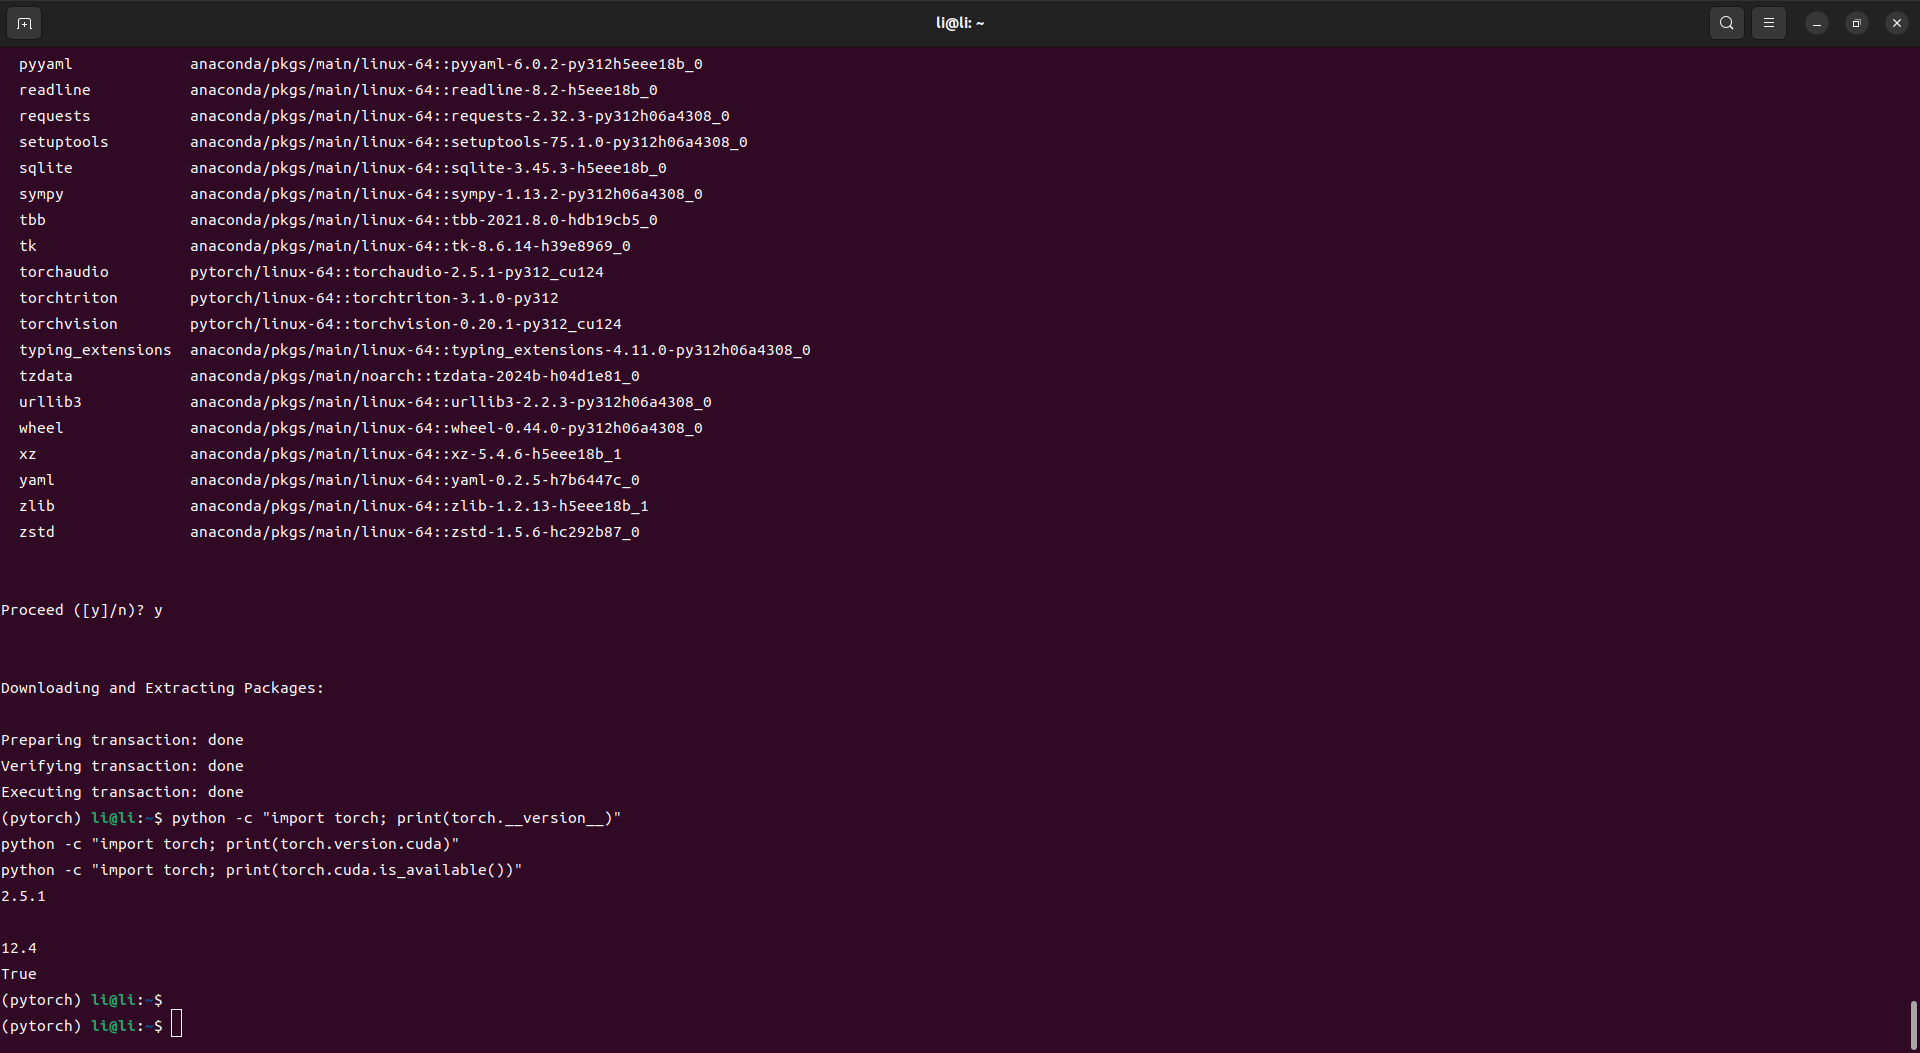 li@li: ~
pyyaml anaconda/pkgs/main/linux-64::pyyaml-6.0.2-py312h5eee18b_0
readline anaconda/pkgs/main/linux-64::readline-8.2-h5eee18b_0
requests anaconda/pkgs/main/linux-64::requests-2.32.3-py312h06a4308_0
setuptools anaconda/pkgs/main/linux-64::setuptools-75.1.0-py312h06a4308_0
sqlite anaconda/pkgs/main/linux-64::sqlite-3.45.3-h5eee18b_0
sympy anaconda/pkgs/main/linux-64::sympy-1.13.2-py312h06a4308_0
tbb anaconda/pkgs/main/linux-64::tbb-2021.8.0-hdb19cb5_0
tk anaconda/pkgs/main/linux-64::tk-8.6.14-h39e8969_0
torchaudio pytorch/linux-64::torchaudio-2.5.1-py312_cu124
torchtriton pytorch/linux-64::torchtriton-3.1.0-py312
torchvision pytorch/linux-64::torchvision-0.20.1-py312_cu124
typing_extensions anaconda/pkgs/main/linux-64::typing_extensions-4.11.0-py312h06a4308_0
tzdata anaconda/pkgs/main/noarch::tzdata-2024b-h04d1e81_0
urllib3 anaconda/pkgs/main/linux-64::urllib3-2.2.3-py312h06a4308_0
wheel anaconda/pkgs/main/linux-64::wheel-0.44.0-py312h06a4308_0
xz anaconda/pkgs/main/linux-64::xz-5.4.6-h5eee18b_1
yaml anaconda/pkgs/main/linux-64::yaml-0.2.5-h7b6447c_0
zlib anaconda/pkgs/main/linux-64::zlib-1.2.13-h5eee18b_1
zstd anaconda/pkgs/main/linux-64::zstd-1.5.6-hc292b87_0
Proceed ([y]/n)? y
Downloading and Extracting Packages:
Preparing transaction: done
Verifying transaction: done
Executing transaction: done
(pytorch) li@li:~$ python -c "import torch; print(torch.__version__)"
python -c "import torch; print(torch.version.cuda)"
python -c "import torch; print(torch.cuda.is_available())"
2.5.1
12.4
True
(pytorch) li@li:~$
(pytorch) li@li:~$